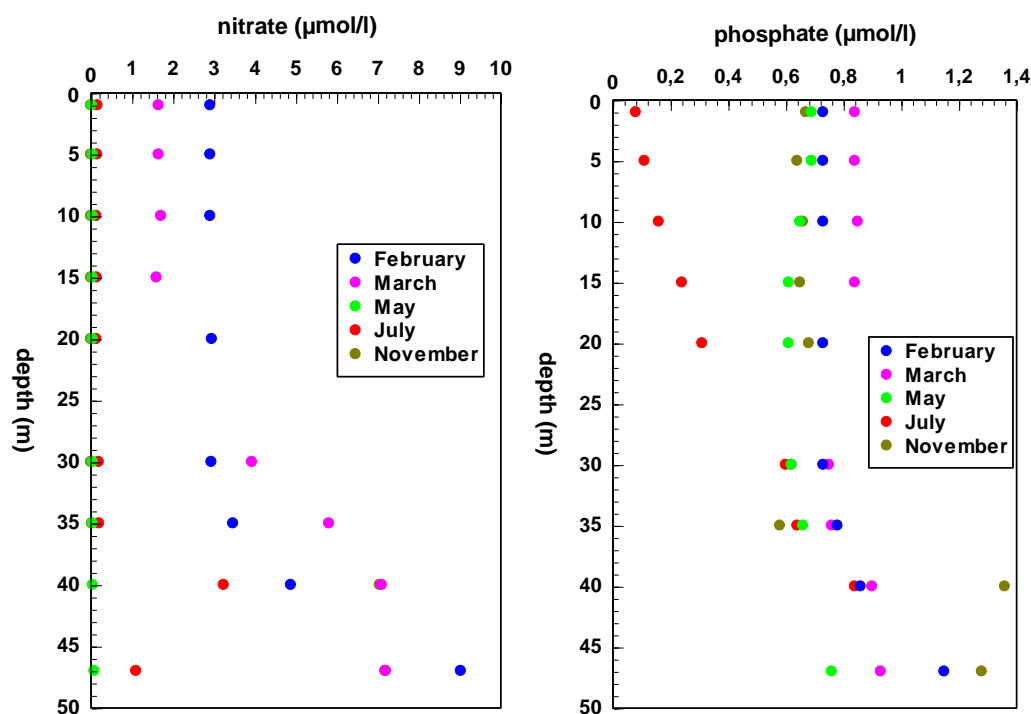 nitrate (µmol/l)
0 1 2 3 4 5 6 7 8 9 10
0
5
10
15
20
25
30
35
40
45
50
depth (m)
February
March
May
July
November
phosphate (µmol/l)
0 0,2 0,4 0,6 0,8 1 1,2 1,4
0
5
10
15
20
25
30
35
40
45
50
depth (m)
February
March
May
July
November